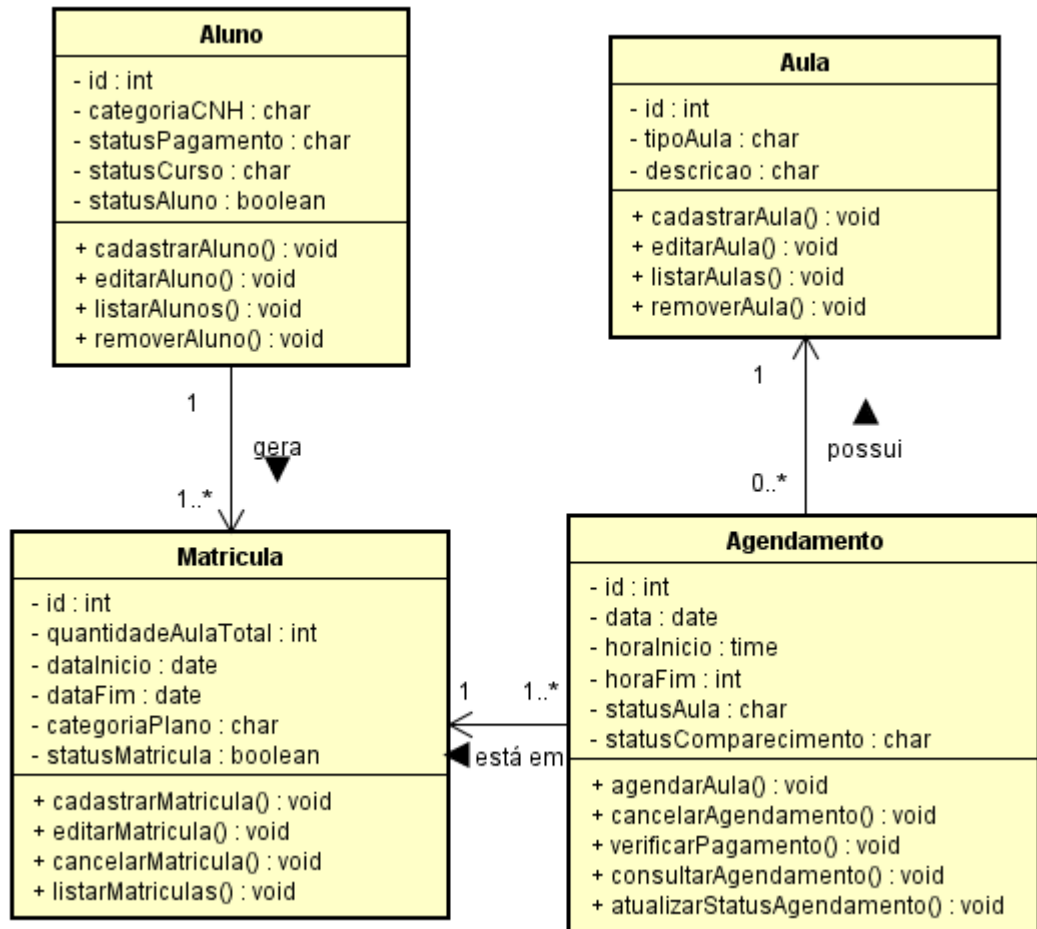 Aluno
- id : int
- categoriaCNH : char
- statusPagamento : char
- statusCurso : char
- statusAluno : boolean
+ cadastrarAluno() : void
+ editarAluno() : void
+ listarAlunos() : void
+ removerAluno() : void
Aula
- id : int
- tipoAula : char
- descricao : char
+ cadastrarAula() : void
+ editarAula() : void
+ listarAulas() : void
+ removerAula() : void
1
gera
1..*
1
possui
0..*
Matricula
- id : int
- quantidadeAulaTotal : int
- dataInicio : date
- dataFim : date
- categoriaPlano : char
- statusMatricula : boolean
+ cadastrarMatricula() : void
+ editarMatricula() : void
+ cancelarMatricula() : void
+ listarMatriculas() : void
1
1..*
está em
Agendamento
- id : int
- data : date
- horaInicio : time
- horaFim : int
- statusAula : char
- statusComparecimento : char
+ agendarAula() : void
+ cancelarAgendamento() : void
+ verificarPagamento() : void
+ consultarAgendamento() : void
+ atualizarStatusAgendamento() : void